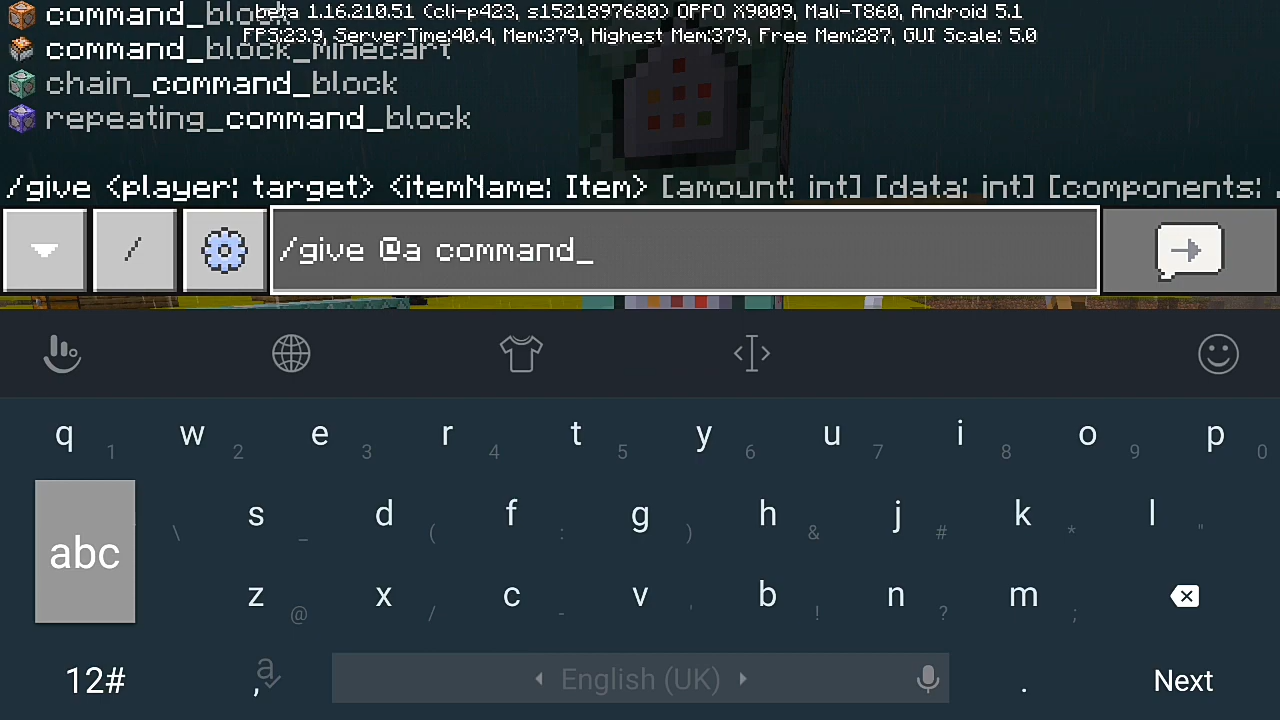 command_block
beta 1.16.210.51 (cli-p423, s1521897680) OPPO X9009, Mali-T860, Android 5.1
command_block_minecart
FPS:23.9, ServerTime:40.4, Mem:379, Highest Mem:379, Free Mem:287, GUI Scale: 5.0
chain_command_block
repeating_command_block
/give <player: target> <itemName: Item> [amount: int] [data: int] [components:
/ /give @a command_
q 1 w 2 e 3 r 4 t 5 y 6 u 7 i 8 o 9 p 0
abc \ s _ d ( f : g ) h & j # k * l "
z @ x / c - v ' b ! n ? m ;
12# , a English (UK) . Next